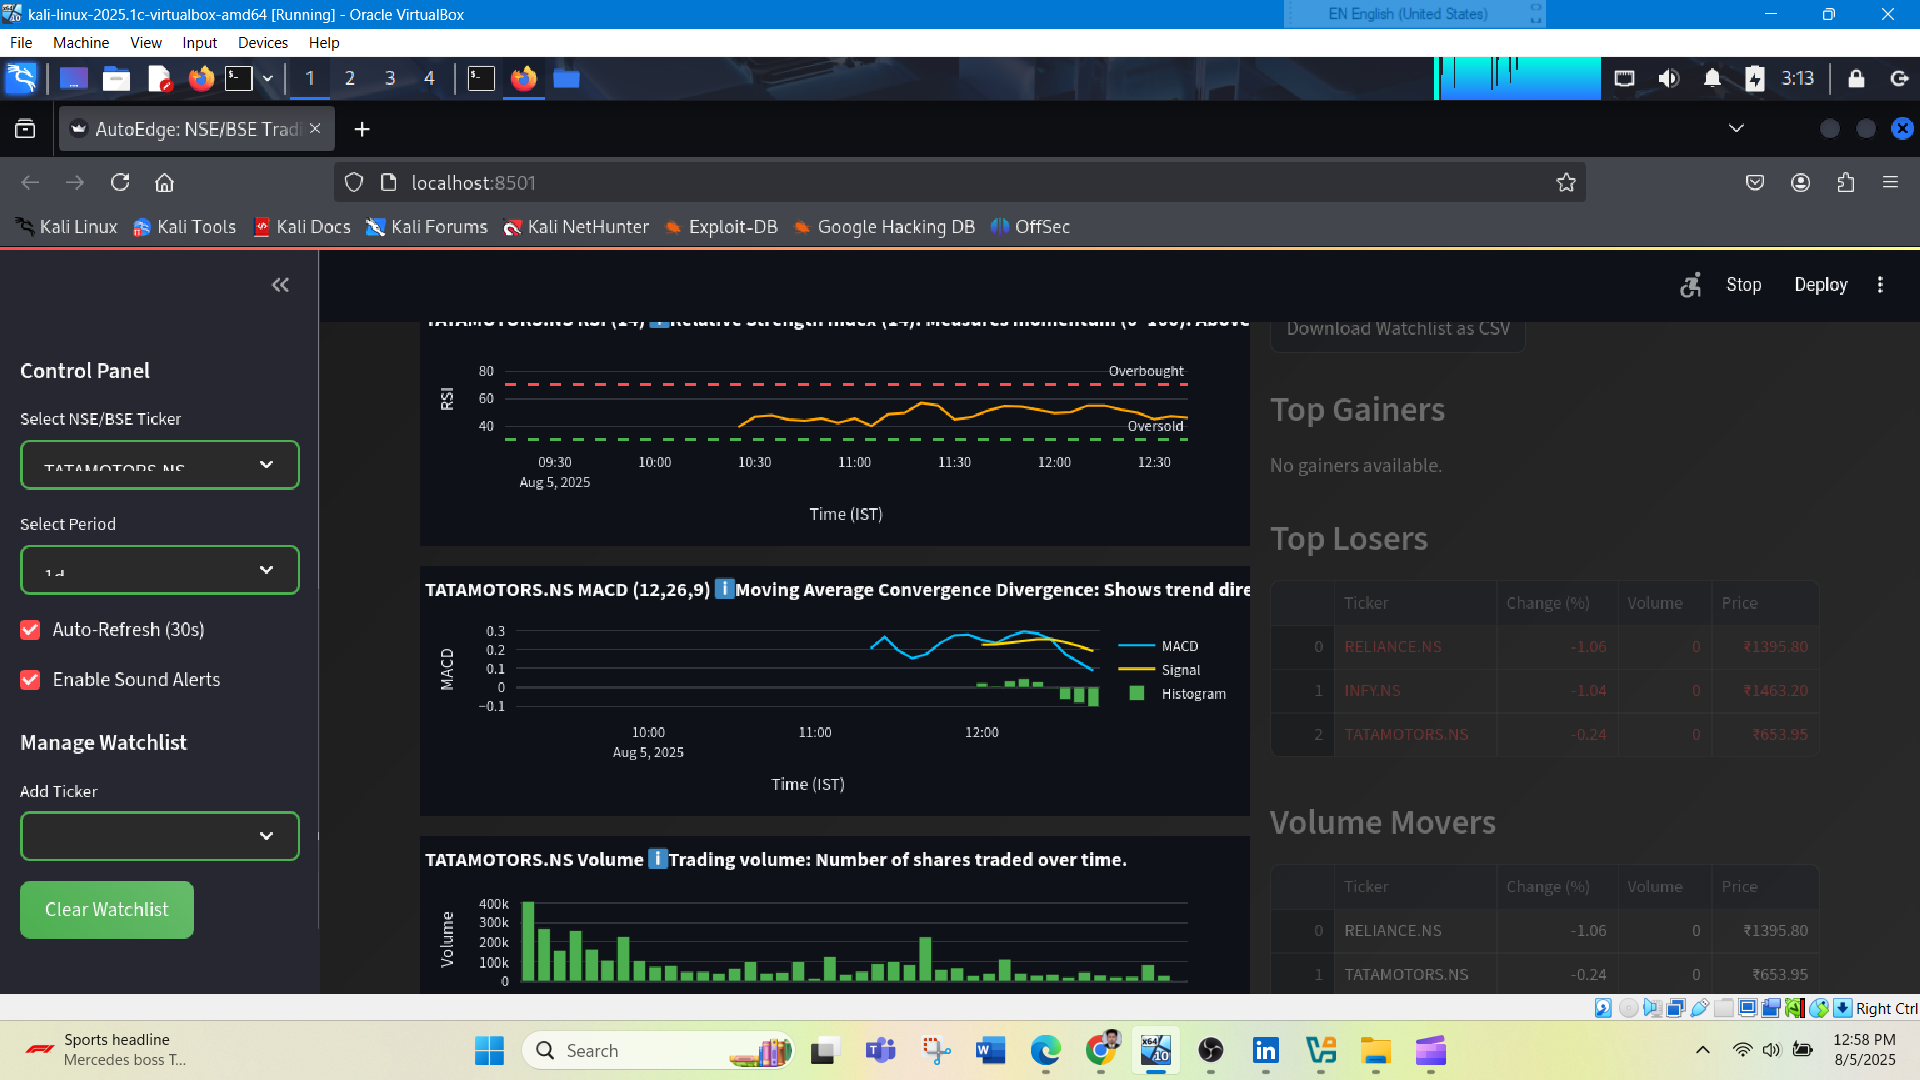 kali-linux-2025.1c-virtualbox-amd64 [Running] - Oracle VirtualBox
EN English (United States)
File Machine View Input Devices Help
1 2 3 4
3:13
AutoEdge: NSE/BSE Tradi
localhost:8501
Kali Linux Kali Tools Kali Docs Kali Forums Kali NetHunter Exploit-DB Google Hacking DB OffSec
Stop Deploy
Control Panel
Select NSE/BSE Ticker
TATAMOTORS.NS
Select Period
1d
Auto-Refresh (30s)
Enable Sound Alerts
Manage Watchlist
Add Ticker
Clear Watchlist
TATAMOTORS.NS RSI (14) ℹ️Relative Strength Index (14): Measures momentum (0-100). Above
RSI
80
60
40
Overbought
Oversold
09:30 10:00 10:30 11:00 11:30 12:00 12:30
Aug 5, 2025
Time (IST)
TATAMOTORS.NS MACD (12,26,9) ℹ️Moving Average Convergence Divergence: Shows trend dire
MACD
0.3
0.2
0.1
0
−0.1
MACD
Signal
Histogram
10:00 11:00 12:00
Aug 5, 2025
Time (IST)
TATAMOTORS.NS Volume ℹ️Trading volume: Number of shares traded over time.
Volume
400k
300k
200k
100k
0
Download Watchlist as CSV
Top Gainers
No gainers available.
Top Losers
Ticker Change (%) Volume Price
0 RELIANCE.NS -1.06 0 ₹1395.80
1 INFY.NS -1.04 0 ₹1463.20
2 TATAMOTORS.NS -0.24 0 ₹653.95
Volume Movers
Ticker Change (%) Volume Price
0 RELIANCE.NS -1.06 0 ₹1395.80
1 TATAMOTORS.NS -0.24 0 ₹653.95
Right Ctrl
Sports headline
Mercedes boss T...
Search
12:58 PM
8/5/2025